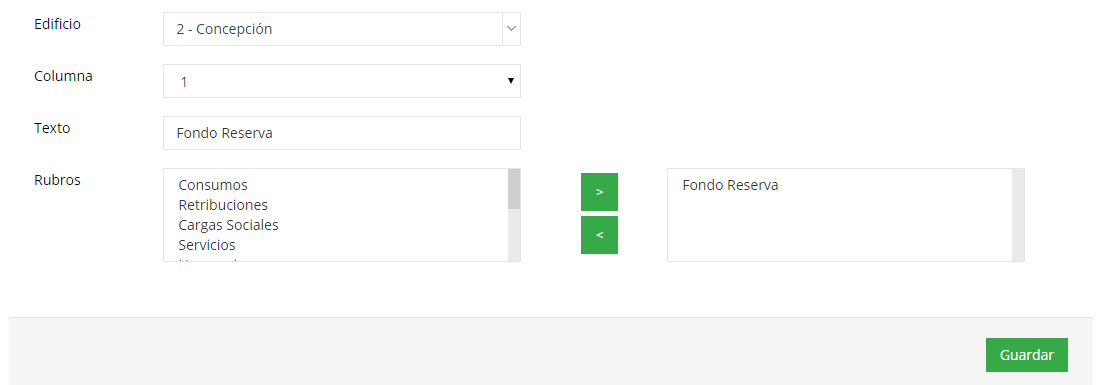 Edificio
2 - Concepción
Columna
1
Texto
Fondo Reserva
Rubros
Consumos
Retribuciones
Cargas Sociales
Servicios
>
<
Fondo Reserva
Guardar